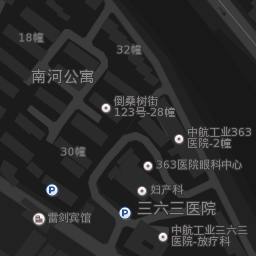 18幢
32幢
南河公寓
倒桑树街
123号-28幢
中航工业363
医院-2幢
30幢
363医院眼科中心
P
妇产科
三六三医院
P
雷剑宾馆
中航工业三六三
医院-放疗科